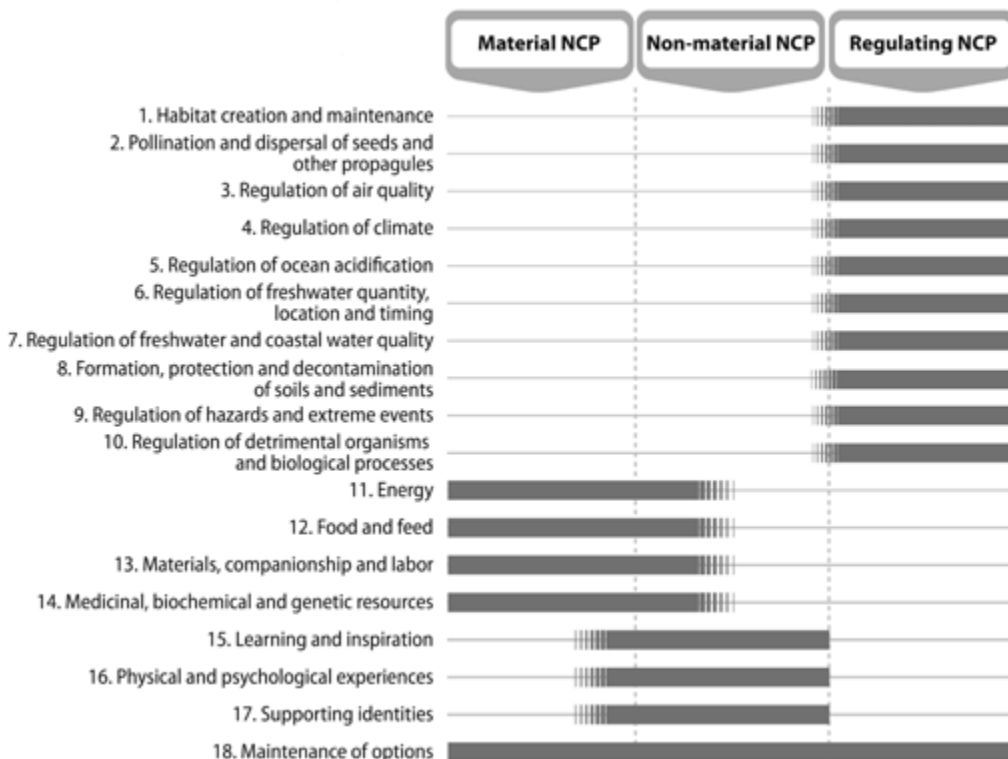 Material NCP
Non-material NCP
Regulating NCP
1. Habitat creation and maintenance
2. Pollination and dispersal of seeds and
other propagules
3. Regulation of air quality
4. Regulation of climate
5. Regulation of ocean acidification
6. Regulation of freshwater quantity,
location and timing
7. Regulation of freshwater and coastal water quality
8. Formation, protection and decontamination
of soils and sediments
9. Regulation of hazards and extreme events
10. Regulation of detrimental organisms
and biological processes
11. Energy
12. Food and feed
13. Materials, companionship and labor
14. Medicinal, biochemical and genetic resources
15. Learning and inspiration
16. Physical and psychological experiences
17. Supporting identities
18. Maintenance of options